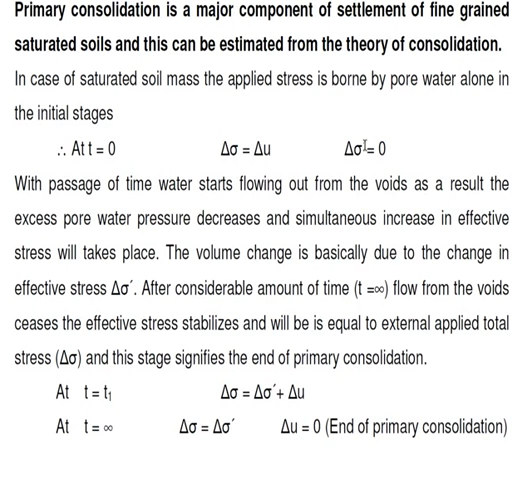 Primary consolidation is a major component of settlement of fine grained
saturated soils and this can be estimated from the theory of consolidation.
In case of saturated soil mass the applied stress is borne by pore water alone in
the initial stages
∴ At t = 0 Δσ = Δu Δσ´= 0
With passage of time water starts flowing out from the voids as a result the
excess pore water pressure decreases and simultaneous increase in effective
stress will takes place. The volume change is basically due to the change in
effective stress Δσ´. After considerable amount of time (t =∞) flow from the voids
ceases the effective stress stabilizes and will be is equal to external applied total
stress (Δσ) and this stage signifies the end of primary consolidation.
At t = t₁ Δσ = Δσ´+ Δu
At t = ∞ Δσ = Δσ´ Δu = 0 (End of primary consolidation)